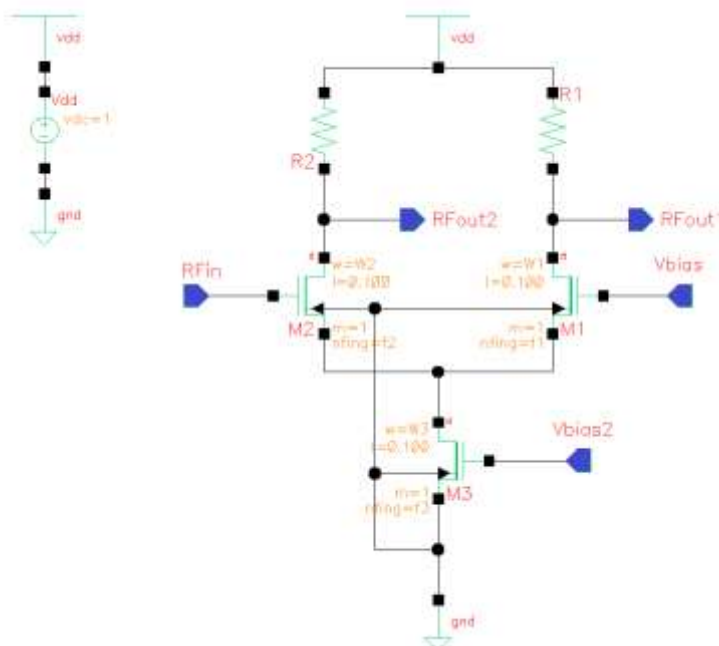 vdd
vdd
Vdd
vdc=1
gnd
R1
R2
RFout2
RFout1
RFin
w=W2
l=0.100
M2
m=1
nfing=f2
w=W1
l=0.100
M1
m=1
nfing=f1
Vbias
w=W3
l=0.100
M3
m=1
nfing=f3
Vbias2
gnd